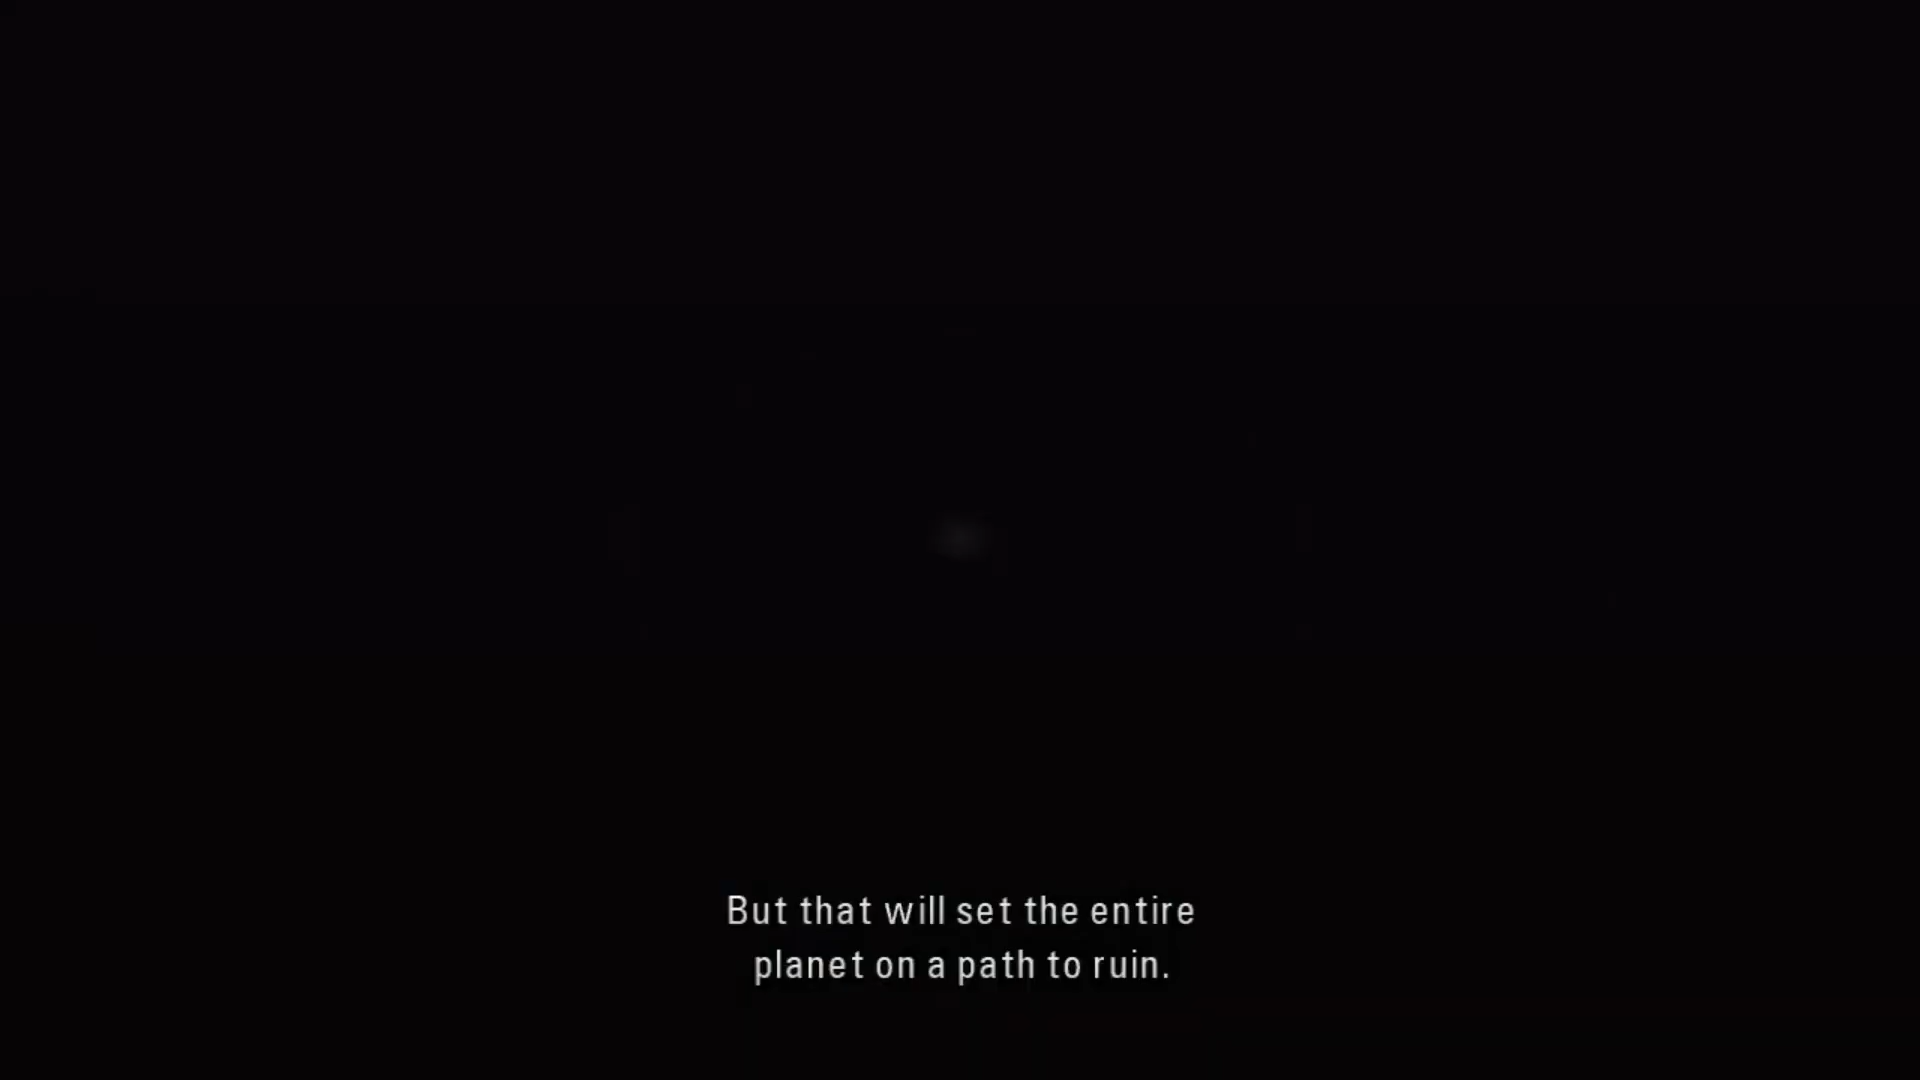 But that will set the entire
planet on a path to ruin.